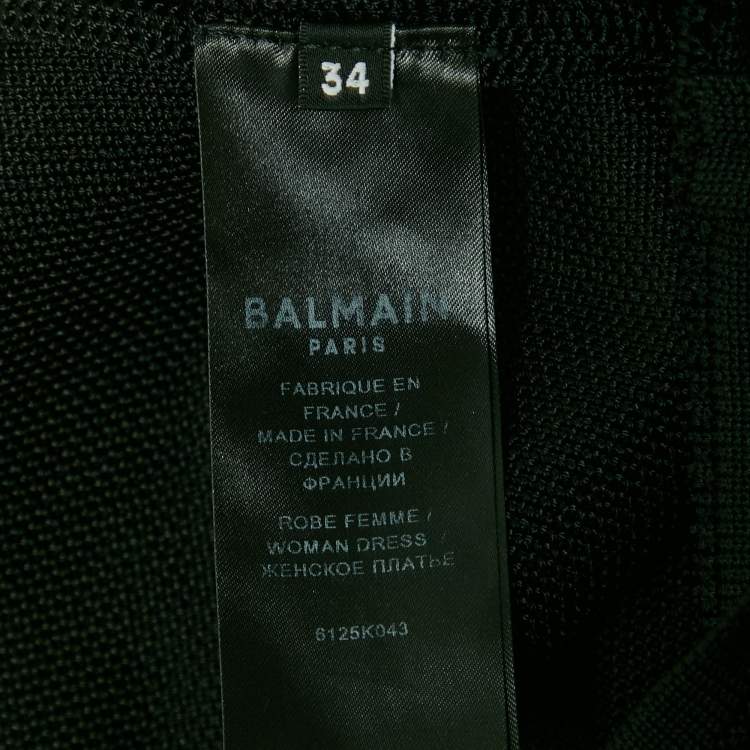 34
BALMAIN
PARIS
FABRIQUE EN
FRANCE /
MADE IN FRANCE /
СДЕЛАНО В
ФРАНЦИИ
ROBE FEMME /
WOMAN DRESS /
ЖЕНСКОЕ ПЛАТЬЕ
6125K043